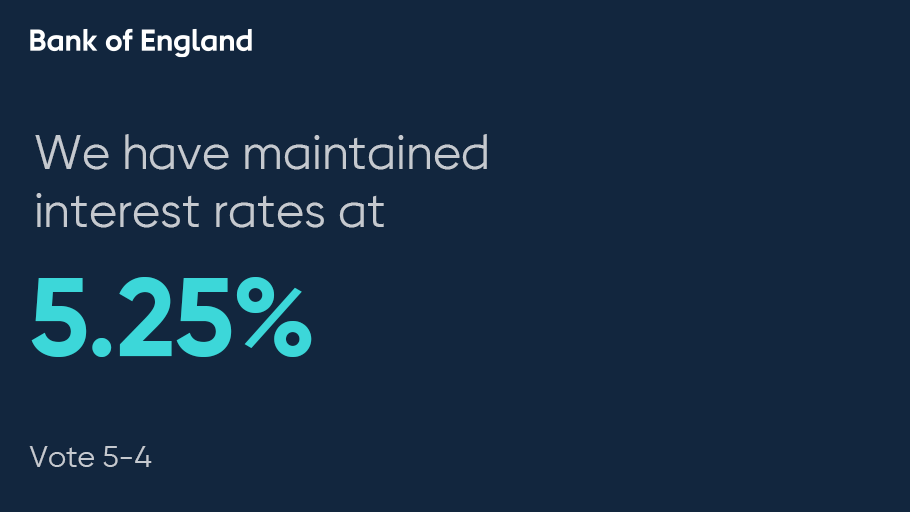 Bank of England
We have maintained
interest rates at
5.25%
Vote 5-4